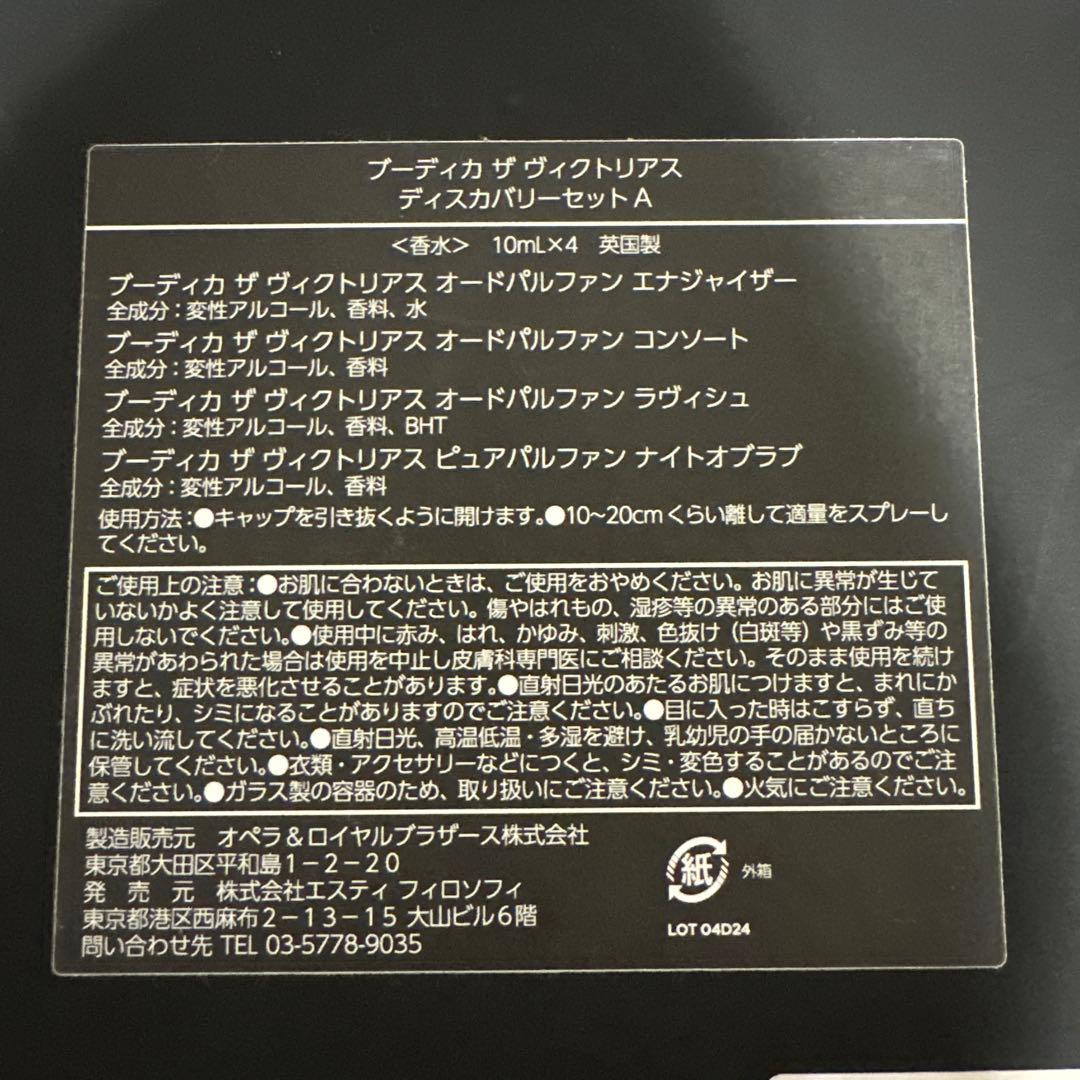 ブーディカ ザ ヴィクトリアス
ディスカバリーセット A
＜香水＞ 10mL×4 英国製
ブーディカ ザ ヴィクトリアス オードパルファン エナジャイザー
全成分：変性アルコール、香料、水
ブーディカ ザ ヴィクトリアス オードパルファン コンソート
全成分：変性アルコール、香料
ブーディカ ザ ヴィクトリアス オードパルファン ラヴィシュ
全成分：変性アルコール、香料、BHT
ブーディカ ザ ヴィクトリアス ピュアパルファン ナイトオブラブ
全成分：変性アルコール、香料
使用方法：●キャップを引き抜くように開けます。●10~20cmくらい離して適量をスプレーし
てください。
ご使用上の注意：●お肌に合わないときは、ご使用をおやめください。お肌に異常が生じて
いないかよく注意して使用してください。傷やはれもの、湿疹等の異常のある部分にはご使
用しないでください。●使用中に赤み、はれ、かゆみ、刺激、色抜け（白斑等）や黒ずみ等の
異常があわられた場合は使用を中止し皮膚科専門医にご相談ください。そのまま使用を続け
ますと、症状を悪化させることがあります。●直射日光のあたるお肌につけますと、まれにか
ぶれたり、シミになることがありますのでご注意ください。●目に入った時はこすらず、直ち
に洗い流してください。●直射日光、高温低温・多湿を避け、乳幼児の手の届かないところに
保管してください。●衣類・アクセサリーなどにつくと、シミ・変色することがあるのでご注
意ください。●ガラス製の容器のため、取り扱いにご注意ください。●火気にご注意ください。
製造販売元 オペラ＆ロイヤルブラザース株式会社
東京都大田区平和島1－2－20
発 売 元 株式会社エスティ フィロソフィ
東京都港区西麻布2－13－15 大山ビル6階
問い合わせ先 TEL 03-5778-9035
紙 外箱
LOT 04D24